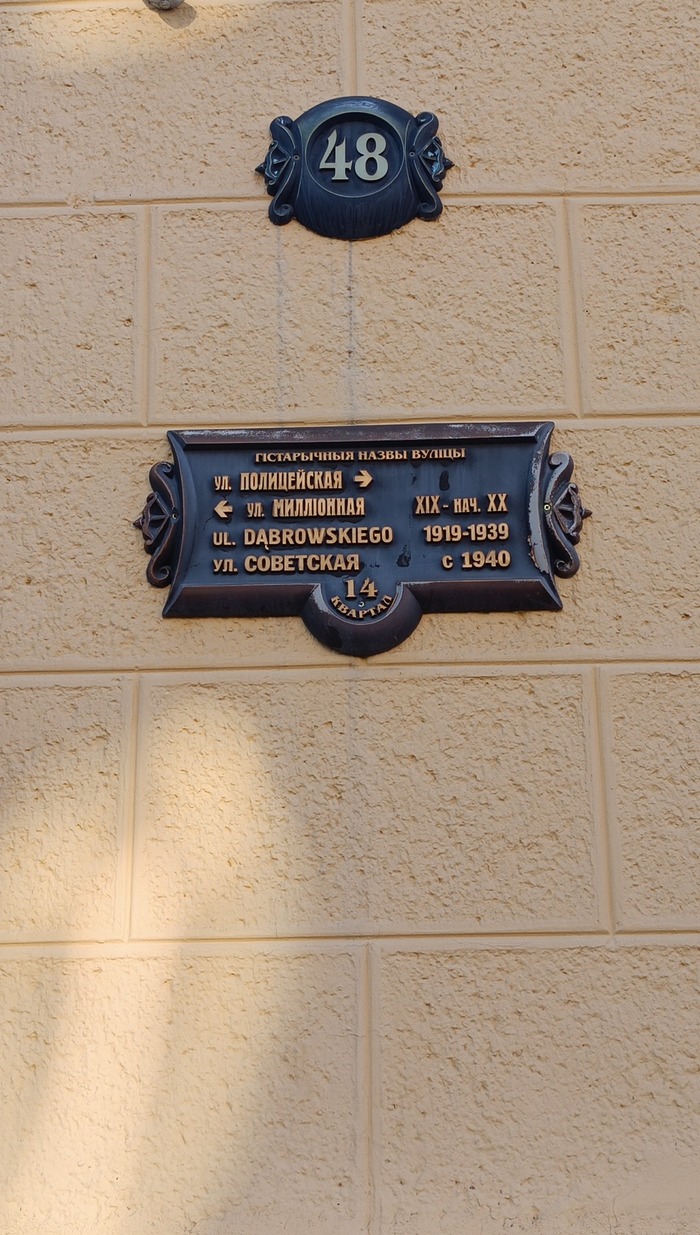 48
ГІСТАРЫЧНЫЯ НАЗВЫ ВУЛІЦЫ
УЛ. ПОЛИЦЕЙСКАЯ →
← УЛ. МИЛЛІОННАЯ XIX - НАЧ. XX
UL. DĄBROWSKIEGO 1919-1939
УЛ. СОВЕТСКАЯ С 1940
14
КВАРТАЛ